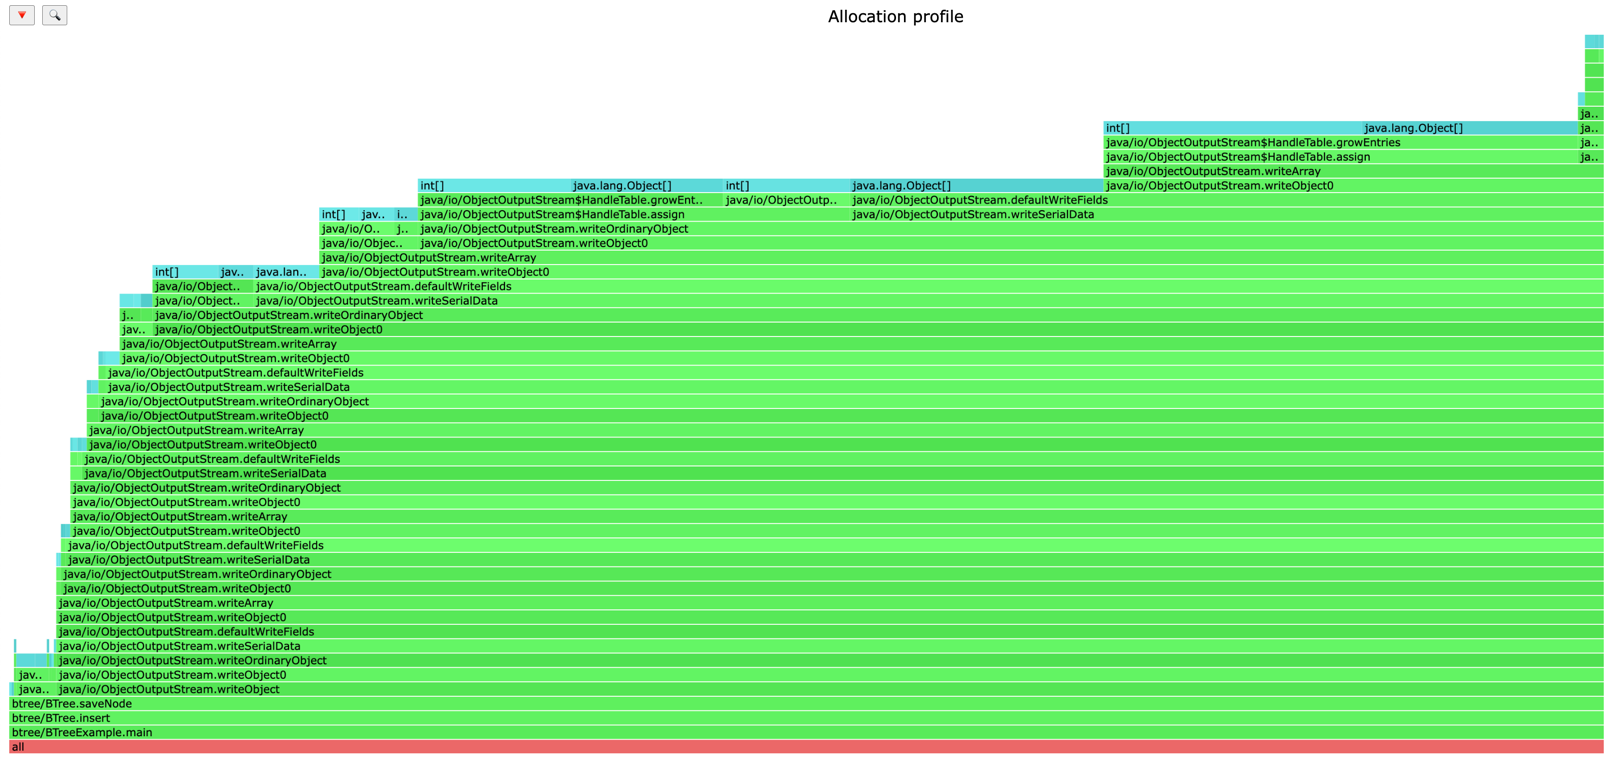 Allocation profile
ja..
int[] java.lang.Object[] ja..
java/io/ObjectOutputStream$HandleTable.growEntries ja..
java/io/ObjectOutputStream$HandleTable.assign ja..
java/io/ObjectOutputStream.writeArray
int[] java.lang.Object[] int[] java.lang.Object[] java/io/ObjectOutputStream.writeObject0
java/io/ObjectOutputStream$HandleTable.growEnt.. java/io/ObjectOutp.. java/io/ObjectOutputStream.defaultWriteFields
int[] jav.. i.. java/io/ObjectOutputStream$HandleTable.assign java/io/ObjectOutputStream.writeSerialData
java/io/O.. j.. java/io/ObjectOutputStream.writeOrdinaryObject
java/io/Objec.. java/io/ObjectOutputStream.writeObject0
java/io/ObjectOutputStream.writeArray
int[] jav.. java.lan.. java/io/ObjectOutputStream.writeObject0
java/io/Object.. java/io/ObjectOutputStream.defaultWriteFields
java/io/Object.. java/io/ObjectOutputStream.writeSerialData
j.. java/io/ObjectOutputStream.writeOrdinaryObject
jav.. java/io/ObjectOutputStream.writeObject0
java/io/ObjectOutputStream.writeArray
java/io/ObjectOutputStream.writeObject0
java/io/ObjectOutputStream.defaultWriteFields
java/io/ObjectOutputStream.writeSerialData
java/io/ObjectOutputStream.writeOrdinaryObject
java/io/ObjectOutputStream.writeObject0
java/io/ObjectOutputStream.writeArray
java/io/ObjectOutputStream.writeObject0
java/io/ObjectOutputStream.defaultWriteFields
java/io/ObjectOutputStream.writeSerialData
java/io/ObjectOutputStream.writeOrdinaryObject
java/io/ObjectOutputStream.writeObject0
java/io/ObjectOutputStream.writeArray
java/io/ObjectOutputStream.writeObject0
java/io/ObjectOutputStream.defaultWriteFields
java/io/ObjectOutputStream.writeSerialData
java/io/ObjectOutputStream.writeOrdinaryObject
java/io/ObjectOutputStream.writeObject0
java/io/ObjectOutputStream.writeArray
java/io/ObjectOutputStream.writeObject0
java/io/ObjectOutputStream.defaultWriteFields
java/io/ObjectOutputStream.writeSerialData
java/io/ObjectOutputStream.writeOrdinaryObject
jav.. java/io/ObjectOutputStream.writeObject0
java.. java/io/ObjectOutputStream.writeObject
btree/BTree.saveNode
btree/BTree.insert
btree/BTreeExample.main
all